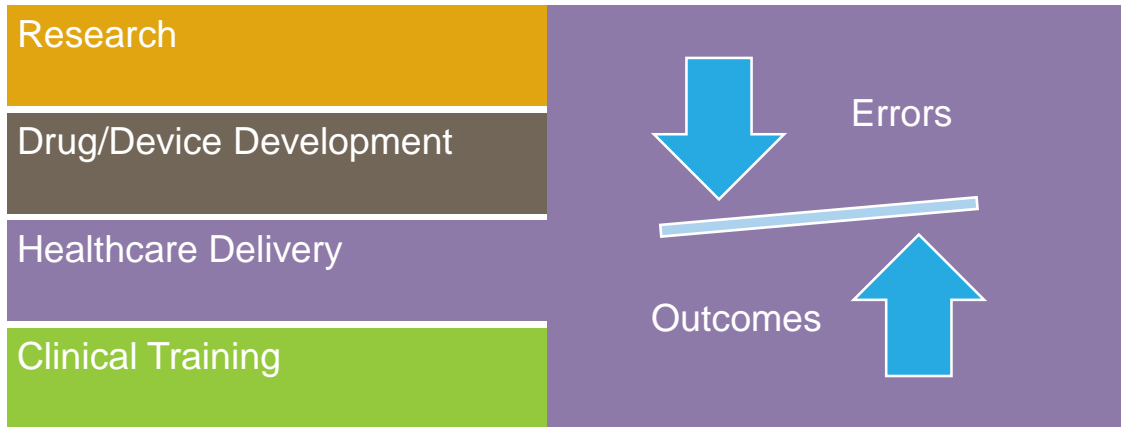 Research
Drug/Device Development
Healthcare Delivery
Clinical Training
Errors
Outcomes